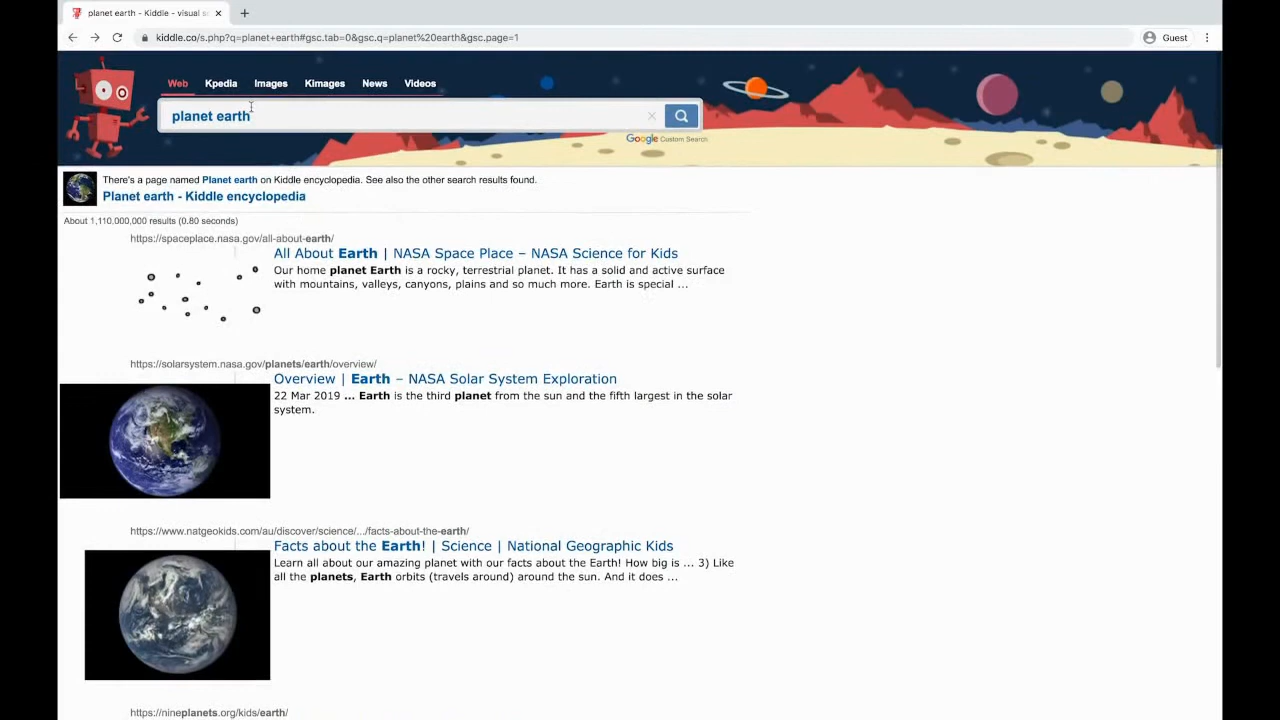 planet earth - Kiddle - visual se
kiddle.co/s.php?q=planet+earth#gsc.tab=0&gsc.q=planet%20earth&gsc.page=1
Guest
Web Kpedia Images Kimages News Videos
planet earth
Google Custom Search
There's a page named Planet earth on Kiddle encyclopedia. See also the other search results found.
Planet earth - Kiddle encyclopedia
About 1,110,000,000 results (0.80 seconds)
https://spaceplace.nasa.gov/all-about-earth/
All About Earth | NASA Space Place – NASA Science for Kids
Our home planet Earth is a rocky, terrestrial planet. It has a solid and active surface
with mountains, valleys, canyons, plains and so much more. Earth is special ...
https://solarsystem.nasa.gov/planets/earth/overview/
Overview | Earth – NASA Solar System Exploration
22 Mar 2019 ... Earth is the third planet from the sun and the fifth largest in the solar
system.
https://www.natgeokids.com/au/discover/science/.../facts-about-the-earth/
Facts about the Earth! | Science | National Geographic Kids
Learn all about our amazing planet with our facts about the Earth! How big is ... 3) Like
all the planets, Earth orbits (travels around) around the sun. And it does ...
https://nineplanets.org/kids/earth/